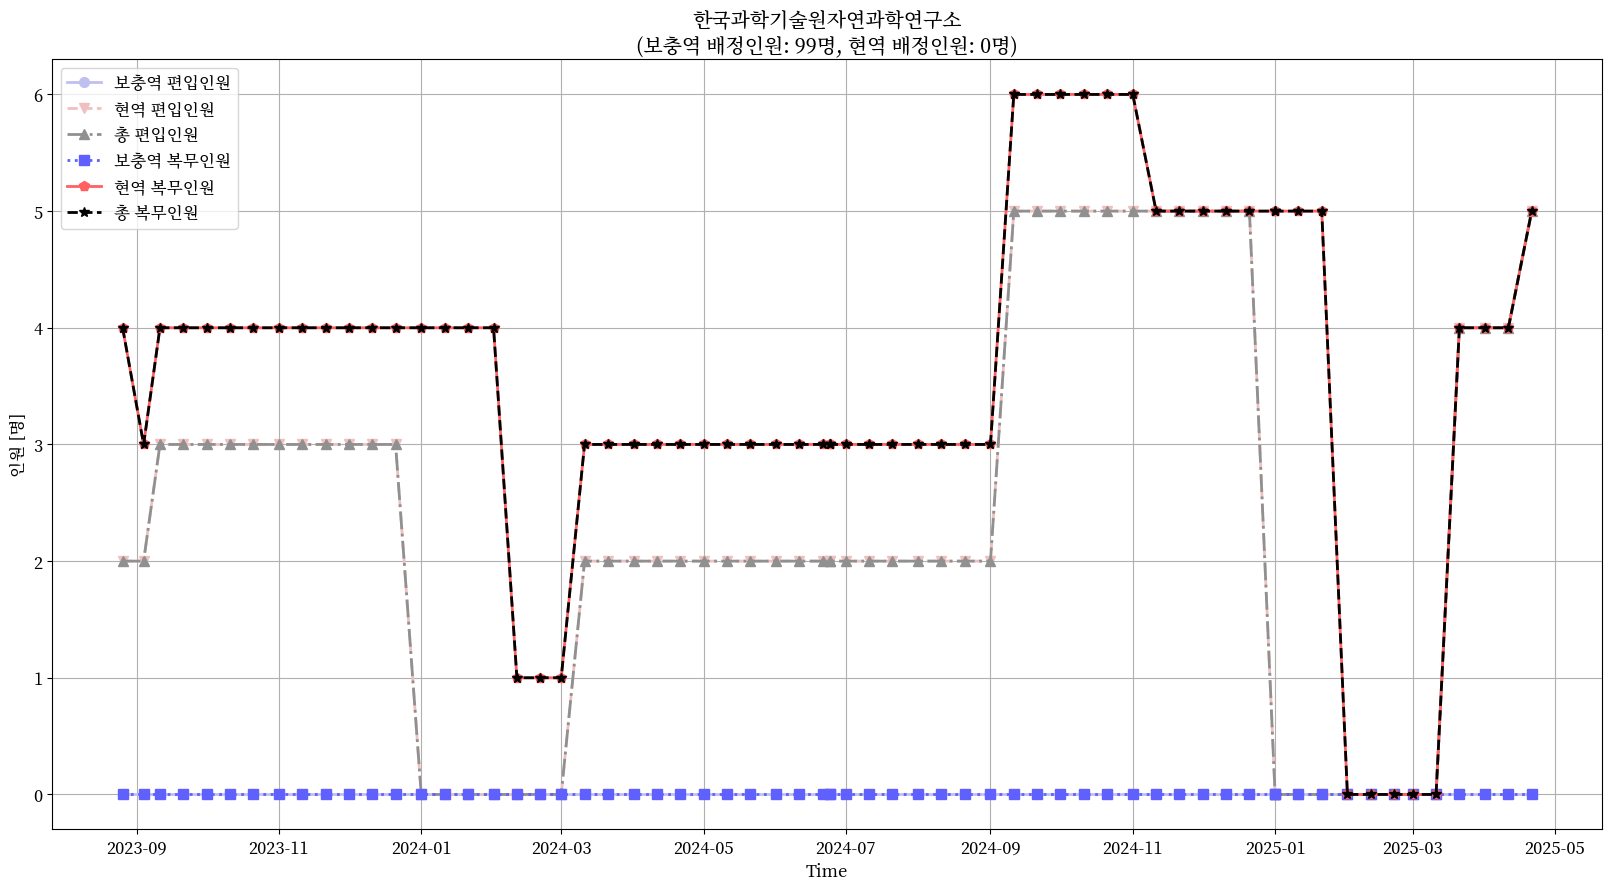 한국과학기술원자연과학연구소
(보충역 배정인원: 99명, 현역 배정인원: 0명)
보충역 편입인원
현역 편입인원
총 편입인원
보충역 복무인원
현역 복무인원
총 복무인원
인원 [명]
6
5
4
3
2
1
0
2023-09
2023-11
2024-01
2024-03
2024-05
2024-07
2024-09
2024-11
2025-01
2025-03
2025-05
Time